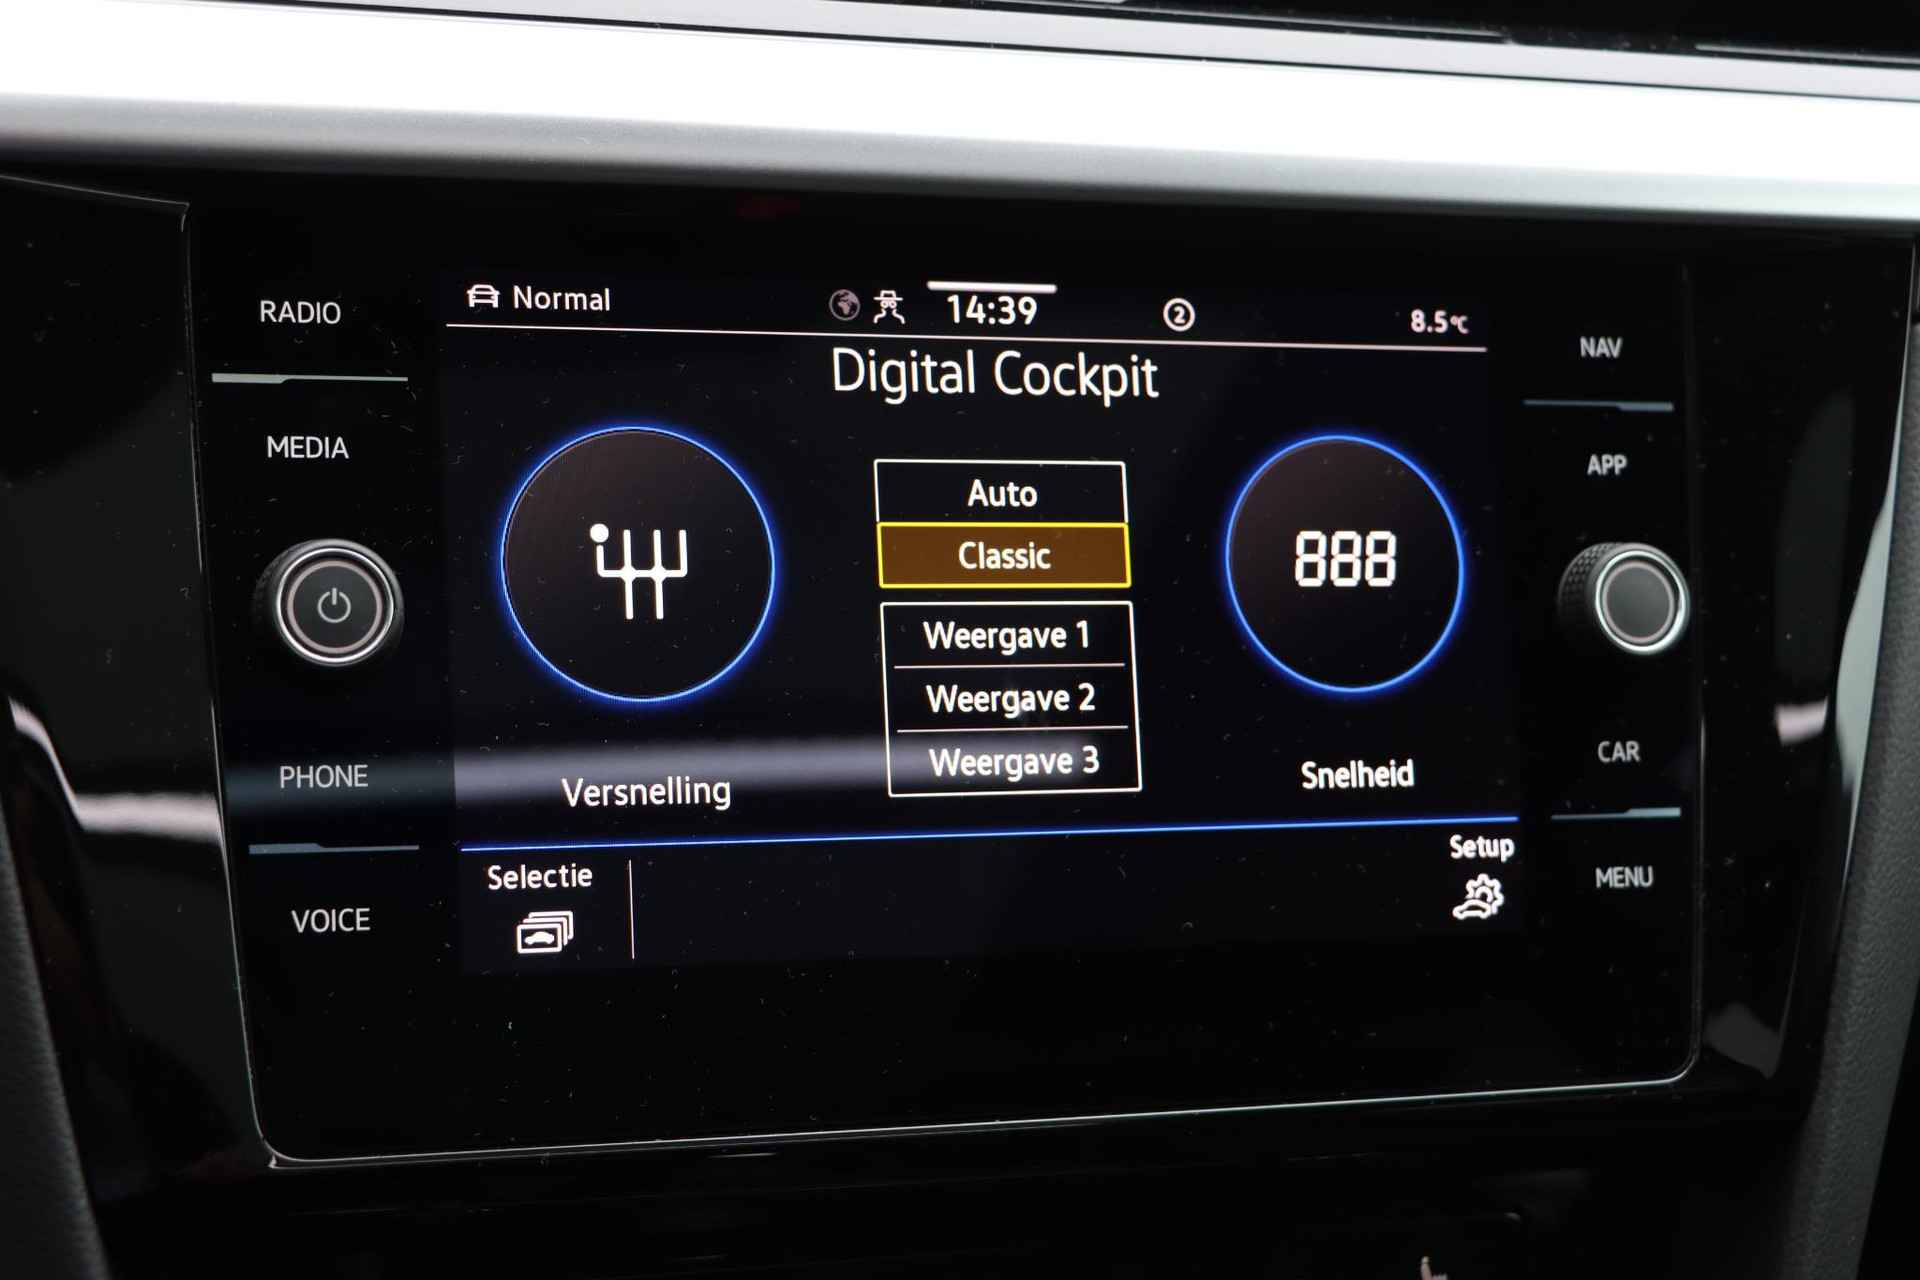 RADIO
MEDIA
PHONE
VOICE
Normal
14:39
2
8.5°C
Digital Cockpit
Auto
Classic
Weergave 1
Weergave 2
Weergave 3
Versnelling
888
Snelheid
Selectie
Setup
NAV
APP
CAR
MENU